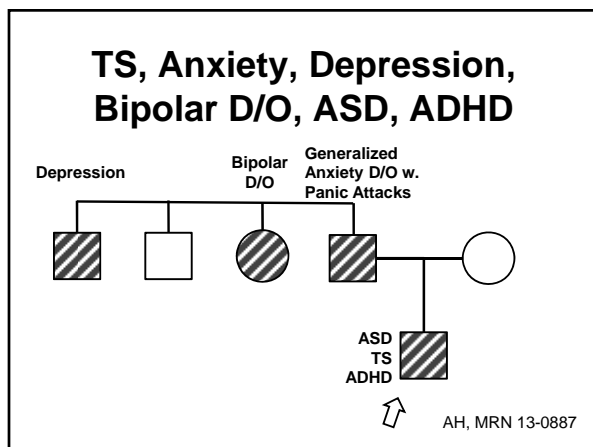 TS, Anxiety, Depression,
Bipolar D/O, ASD, ADHD
Depression
Bipolar
D/O
Generalized
Anxiety D/O w.
Panic Attacks
ASD
TS
ADHD
AH, MRN 13-0887